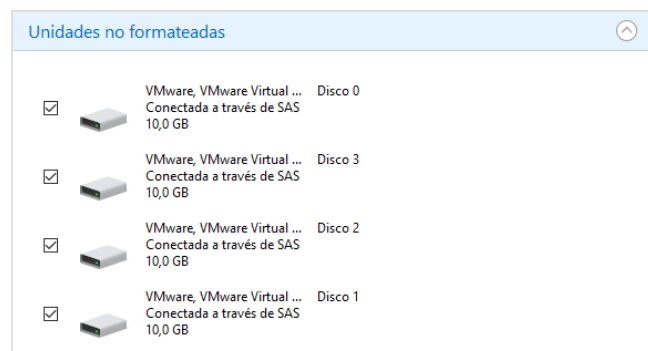 Unidades no formateadas
VMware, VMware Virtual ... Disco 0
Conectada a través de SAS
10,0 GB
VMware, VMware Virtual ... Disco 3
Conectada a través de SAS
10,0 GB
VMware, VMware Virtual ... Disco 2
Conectada a través de SAS
10,0 GB
VMware, VMware Virtual ... Disco 1
Conectada a través de SAS
10,0 GB